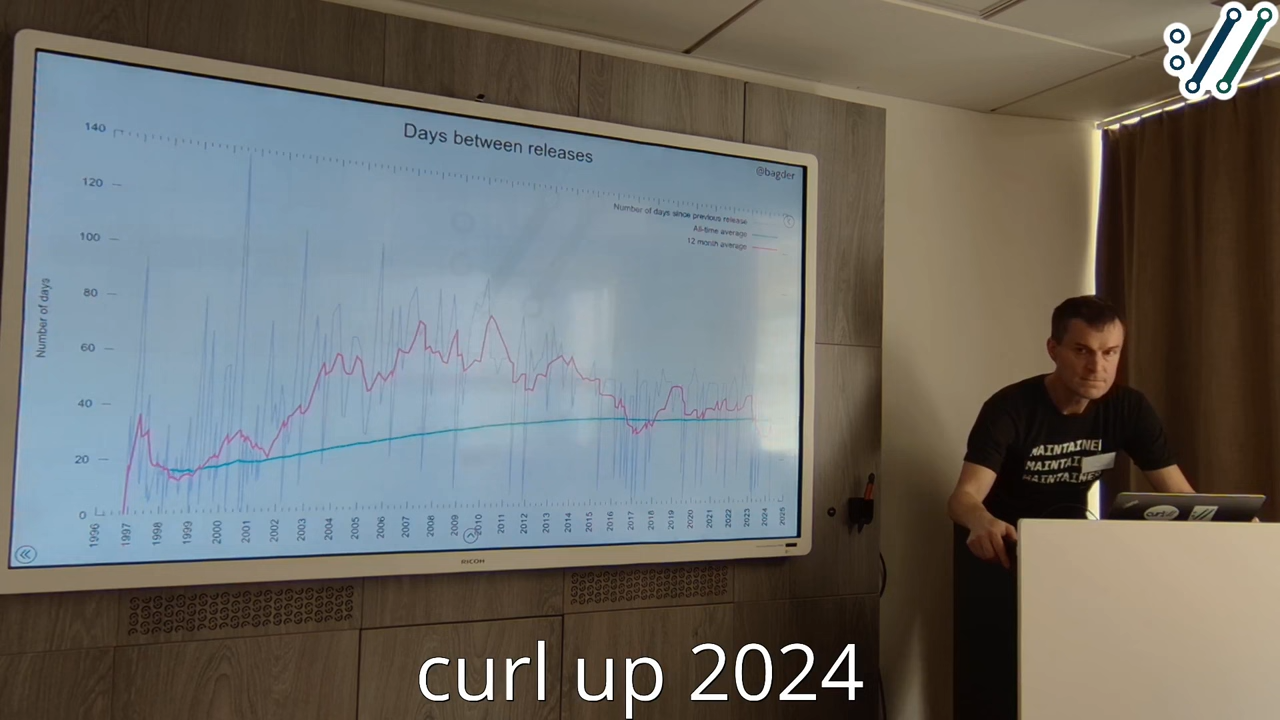 Days between releases
@bagder
140
120
100
80
60
40
20
0
Number of days
Number of days since previous release
All-time average
12 month average
1996 1997 1998 1999 2000 2001 2002 2003 2004 2005 2006 2007 2008 2009 2010 2011 2012 2013 2014 2015 2016 2017 2018 2019 2020 2021 2022 2023 2024 2025
RICOH
MAINTAINER
MAINTAI
MAINTAINER
curl
curl up 2024